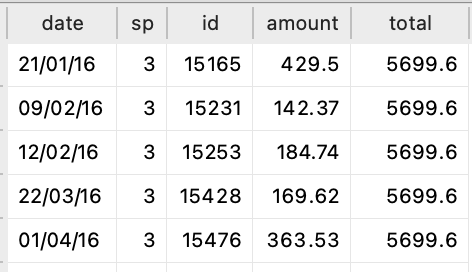 date sp id amount total
21/01/16 3 15165 429.5 5699.6
09/02/16 3 15231 142.37 5699.6
12/02/16 3 15253 184.74 5699.6
22/03/16 3 15428 169.62 5699.6
01/04/16 3 15476 363.53 5699.6